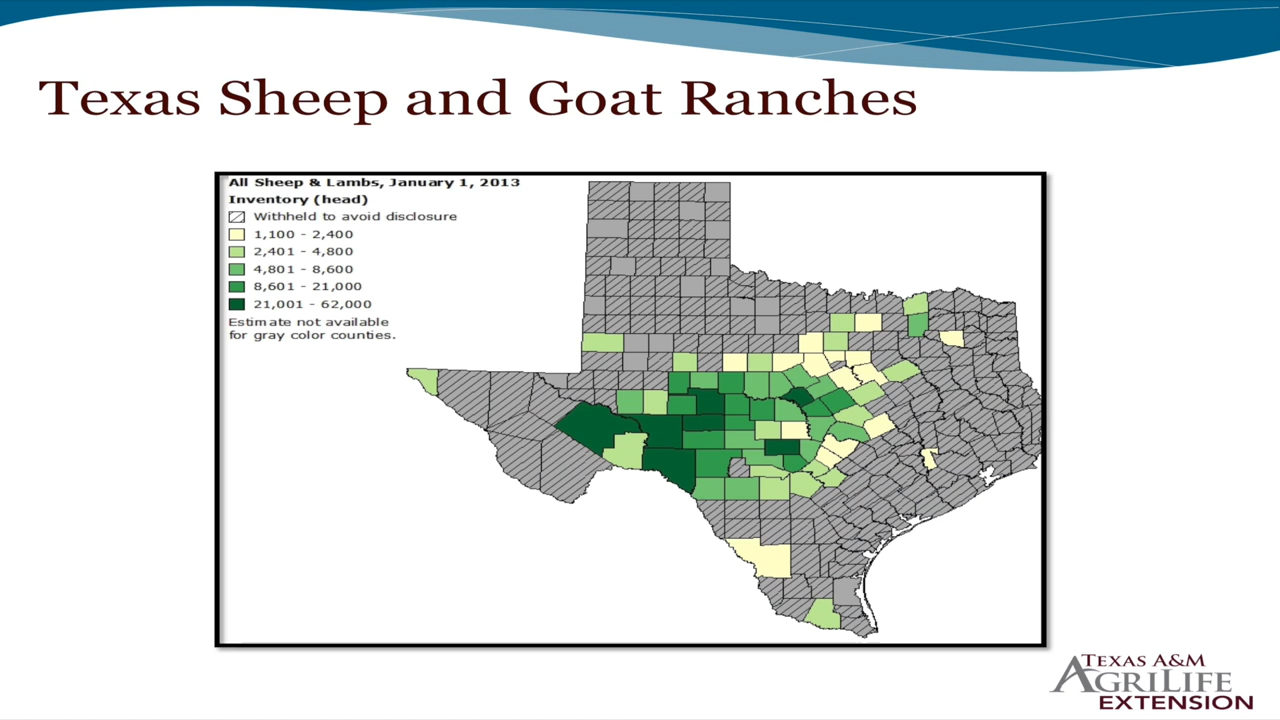 Texas Sheep and Goat Ranches
All Sheep & Lambs, January 1, 2013
Inventory (head)
Withheld to avoid disclosure
1,100 - 2,400
2,401 - 4,800
4,801 - 8,600
8,601 - 21,000
21,001 - 62,000
Estimate not available
for gray color counties.
TEXAS A&M
AGRILIFE
EXTENSION